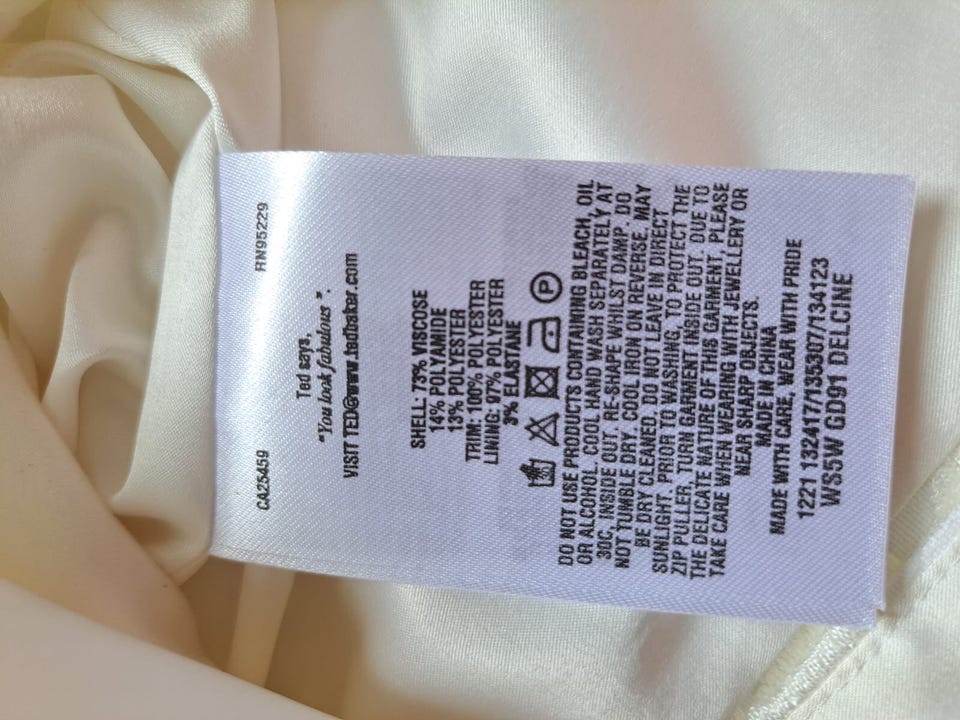 CA25459 RN95229
Ted says,
"You look fabulous".
VISIT TED@www.tedbaker.com
SHELL: 73% VISCOSE
14% POLYAMIDE
13% POLYESTER
TRIM: 100% POLYESTER
LINING: 97% POLYESTER
3% ELASTANE
P
DO NOT USE PRODUCTS CONTAINING BLEACH, OIL
OR ALCOHOL. COOL HAND WASH SEPARATELY AT
30C, INSIDE OUT. RE-SHAPE WHILST DAMP. DO
NOT TUMBLE DRY. COOL IRON ON REVERSE. MAY
BE DRY CLEANED. DO NOT LEAVE IN DIRECT
SUNLIGHT. PRIOR TO WASHING, TO PROTECT THE
ZIP PULLER, TURN GARMENT INSIDE OUT. DUE TO
THE DELICATE NATURE OF THIS GARMENT, PLEASE
TAKE CARE WHEN WEARING WITH JEWELLERY OR
NEAR SHARP OBJECTS.
MADE IN CHINA
MADE WITH CARE, WEAR WITH PRIDE
1221 132417/135307/134123
WS5W GD91 DELCINE